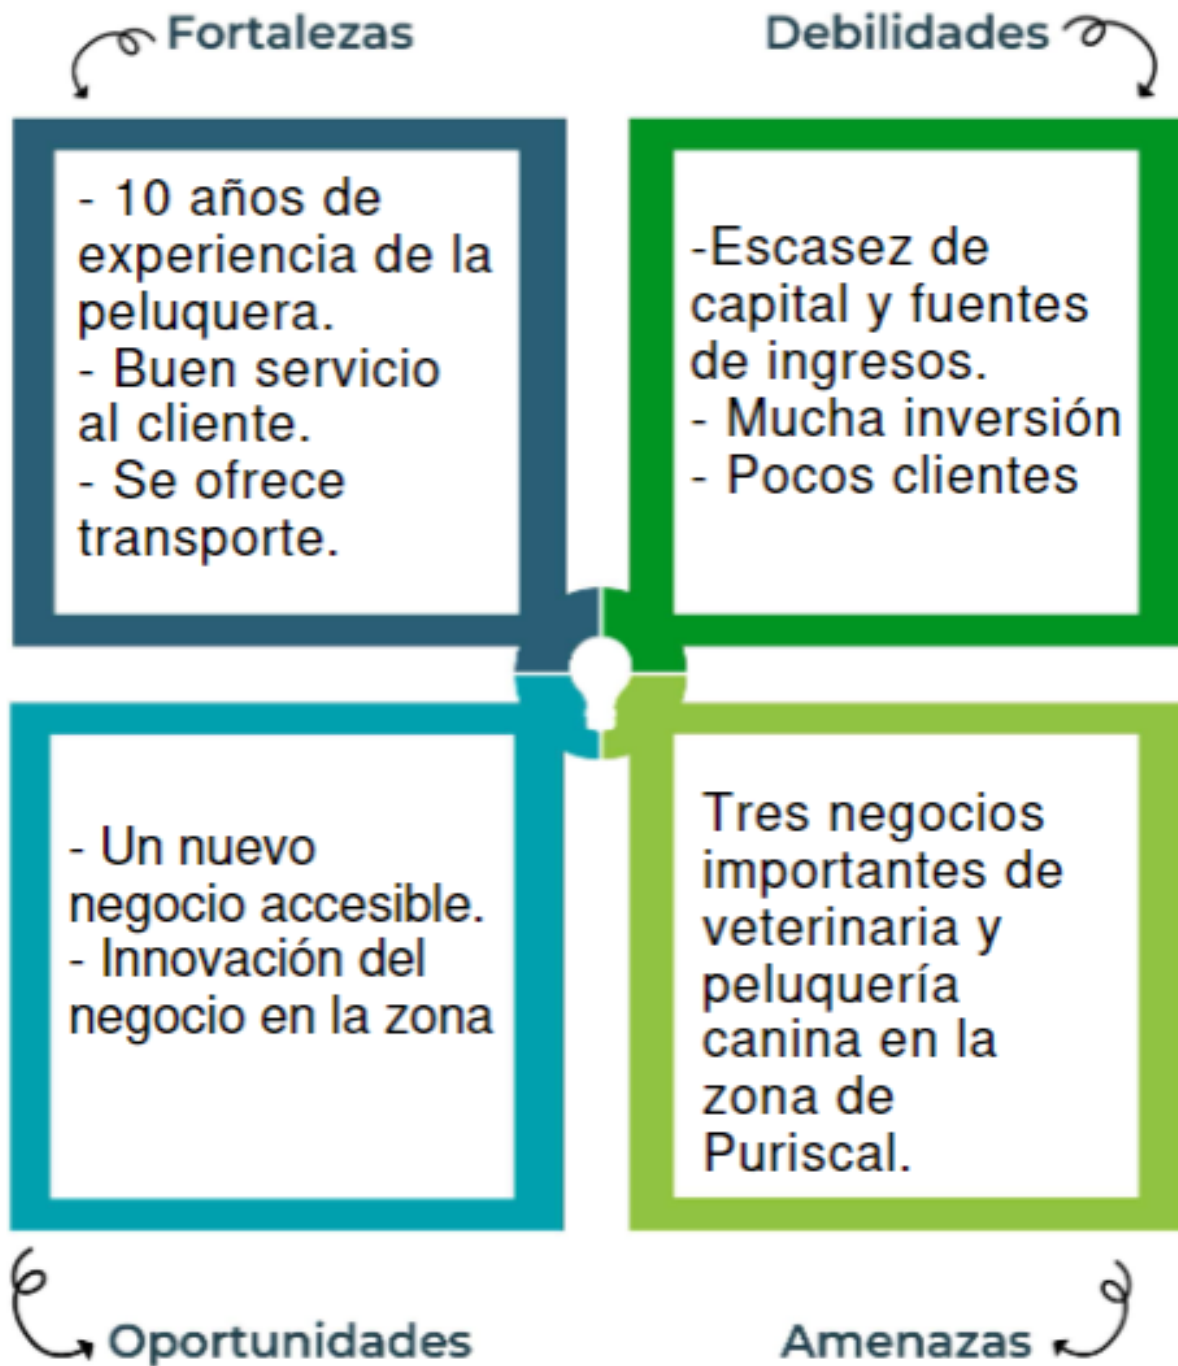 Fortalezas
- 10 años de
experiencia de la
peluquera.
- Buen servicio
al cliente.
- Se ofrece
transporte.
Debilidades
-Escasez de
capital y fuentes
de ingresos.
- Mucha inversión
- Pocos clientes
- Un nuevo
negocio accesible.
- Innovación del
negocio en la zona
Oportunidades
Tres negocios
importantes de
veterinaria y
peluquería
canina en la
zona de
Puriscal.
Amenazas